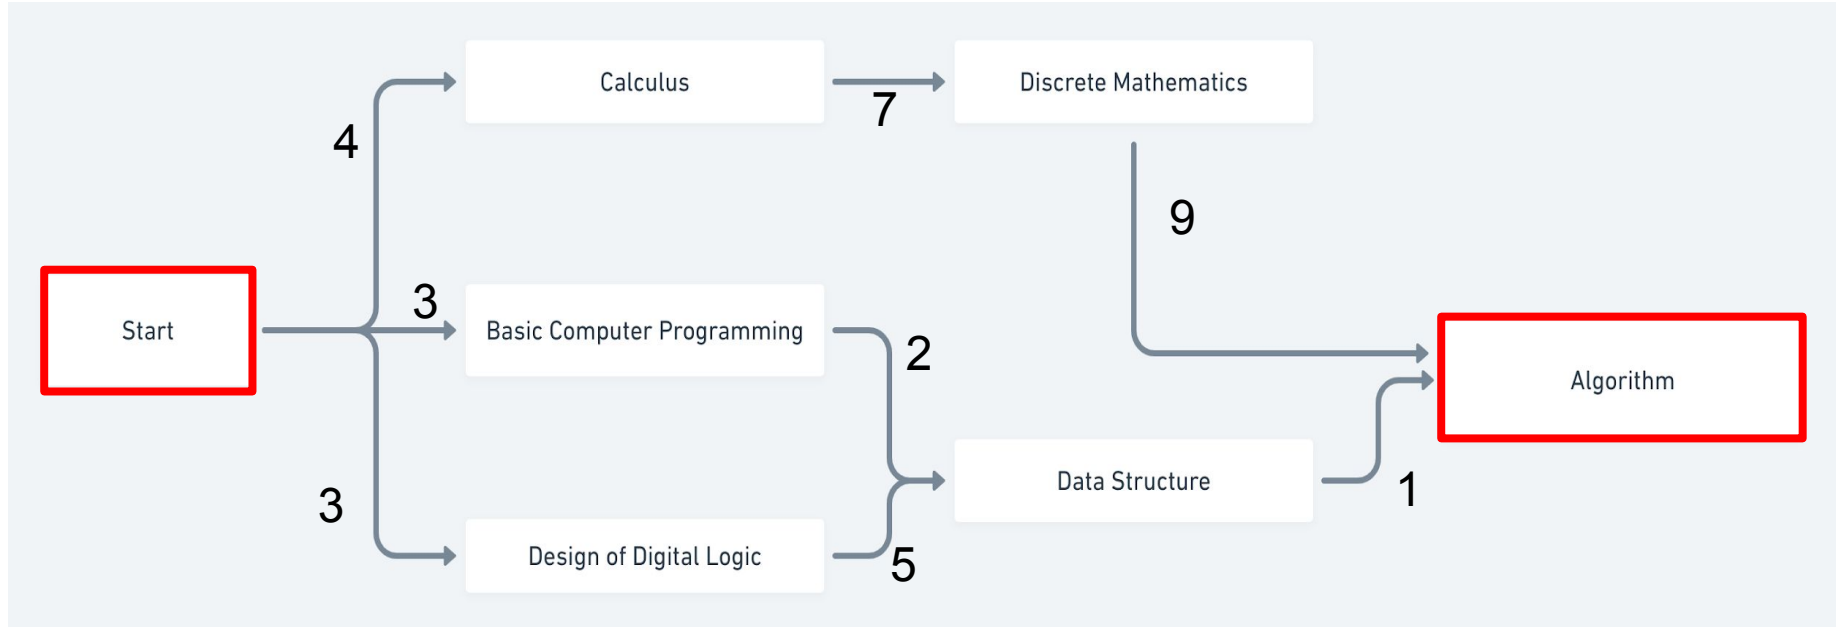 Calculus
7
Discrete Mathematics
4
9
Start
3
Basic Computer Programming
2
Algorithm
3
Data Structure
1
Design of Digital Logic
5